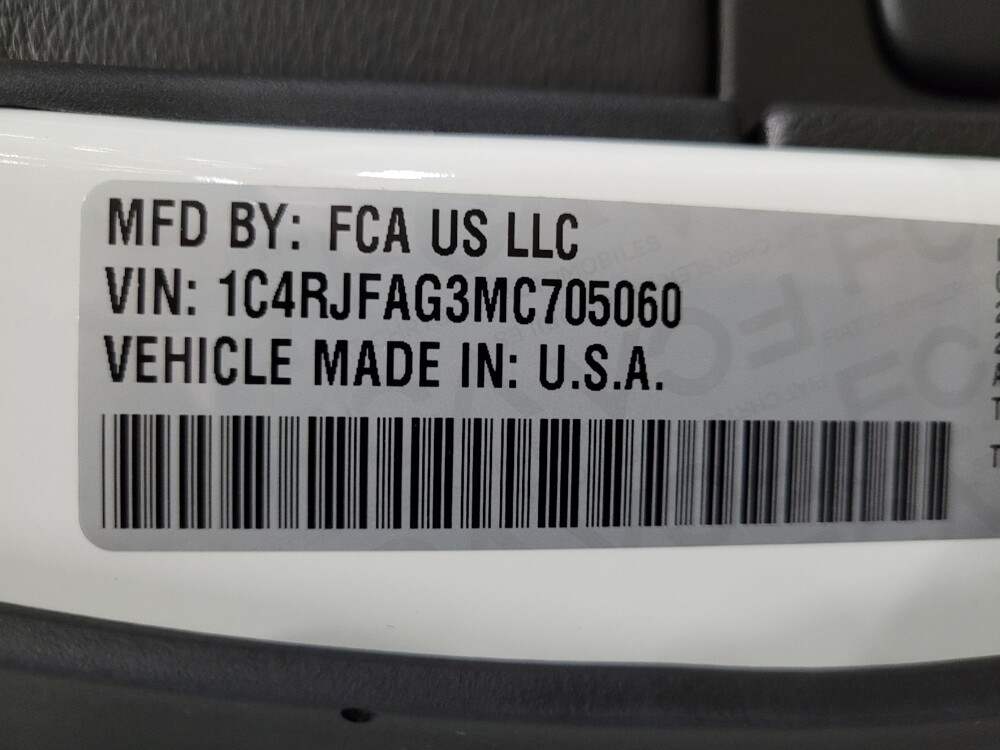 MFD BY: FCA US LLC
VIN: 1C4RJFAG3MC705060
VEHICLE MADE IN: U.S.A.